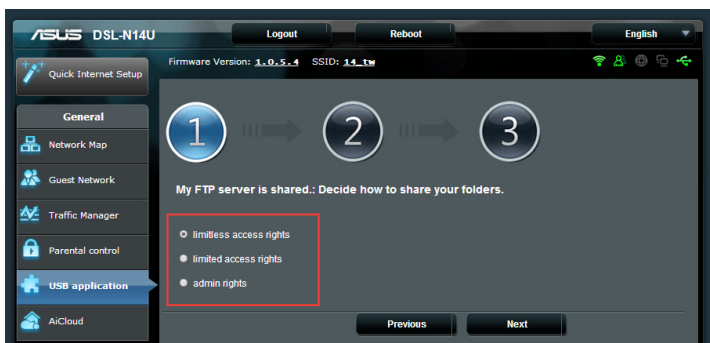 ASUS DSL-N14U Logout Reboot English
Firmware Version: 1.0.5.4 SSID: 14_tw
Quick Internet Setup
General
Network Map
Guest Network
Traffic Manager
Parental control
USB application
AiCloud
1 2 3
My FTP server is shared.: Decide how to share your folders.
limitless access rights
limited access rights
admin rights
Previous Next